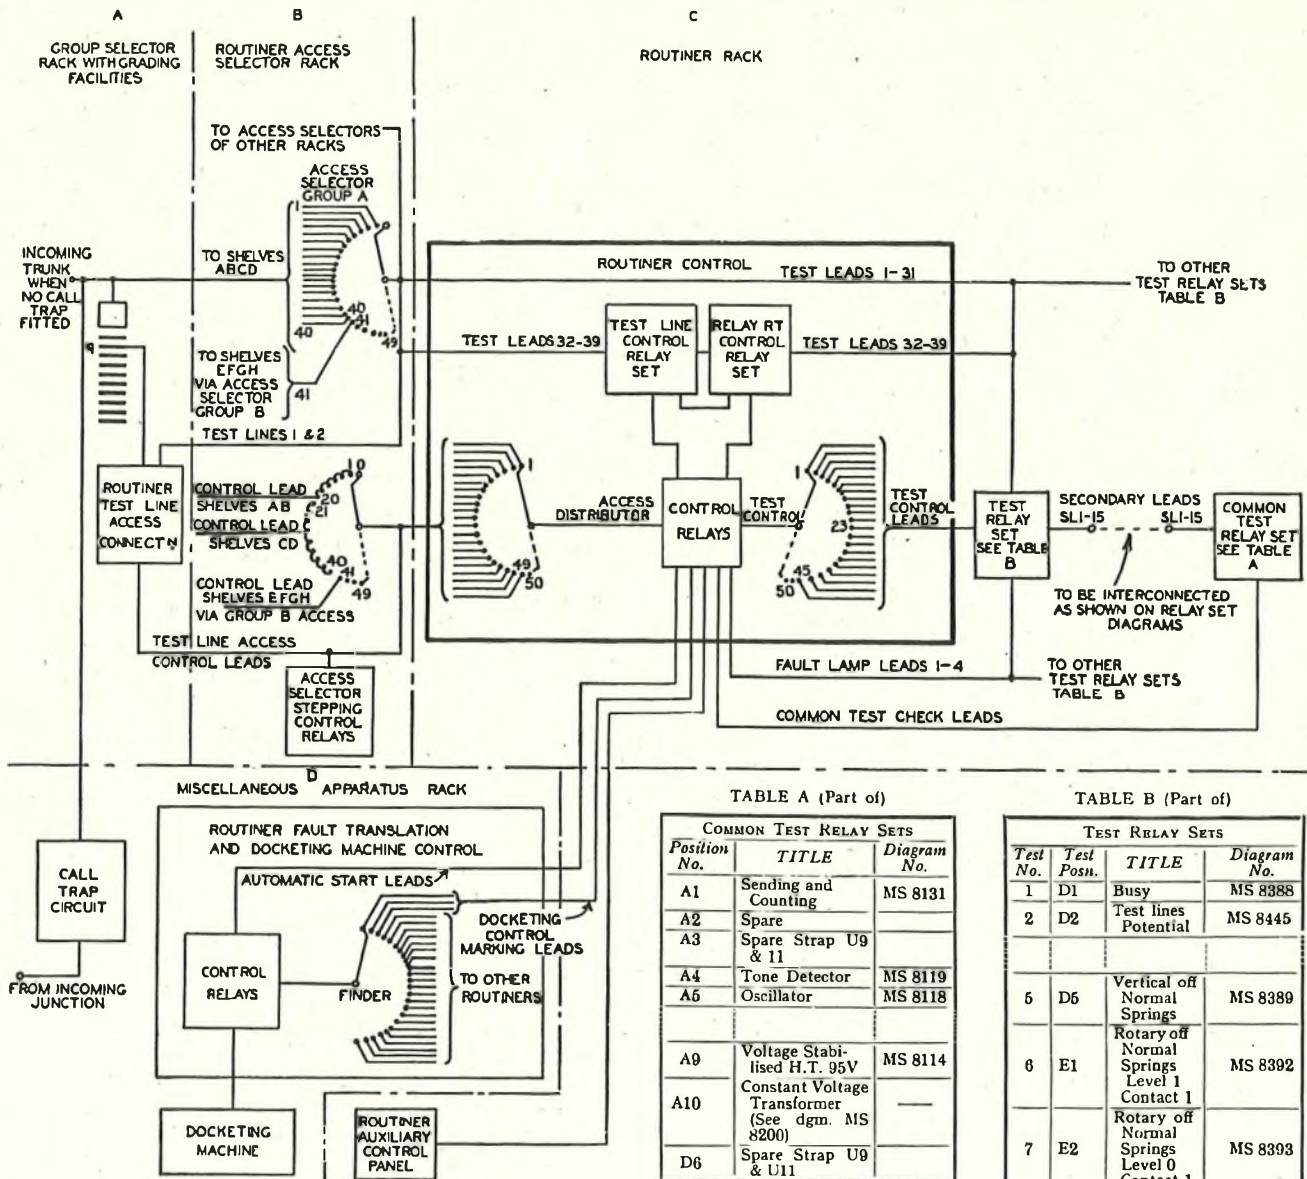 A
B
C
GROUP SELECTOR
RACK WITH GRADING
FACILITIES
ROUTINER ACCESS
SELECTOR RACK
ROUTINER RACK
TO ACCESS SELECTORS
OF OTHER RACKS
ACCESS
SELECTOR
GROUP A
1
INCOMING
TRUNK
WHEN
NO CALL
TRAP
FITTED
TO SHELVES
ABCD
40
41
49
40
9
TO SHELVES
EFGH
VIA ACCESS
SELECTOR
GROUP B
41
TEST LINES 1 & 2
ROUTINER CONTROL
TEST LEADS 1-31
TO OTHER
TEST RELAY SETS
TABLE B
TEST LEADS 32-39
TEST LINE
CONTROL
RELAY
SET
RELAY RT
CONTROL
RELAY
SET
TEST LEADS 32-39
ROUTINER
TEST LINE
ACCESS
CONNECT'N
CONTROL LEAD
SHELVES AB
CONTROL LEAD
SHELVES CD
CONTROL LEAD
SHELVES EFGH
VIA GROUP B ACCESS
10
20
21
40
41
49
1
49
50
ACCESS
DISTRIBUTOR
CONTROL
RELAYS
TEST
CONTROL
1
23
45
50
TEST
CONTROL
LEADS
TEST
RELAY
SET
SEE TABLE
B
SECONDARY LEADS
SL1-15
SL1-15
COMMON
TEST
RELAY SET
SEE TABLE
A
TO BE INTERCONNECTED
AS SHOWN ON RELAY SET
DIAGRAMS
TEST LINE ACCESS
CONTROL LEADS
ACCESS
SELECTOR
STEPPING
CONTROL
RELAYS
FAULT LAMP LEADS 1-4
TO OTHER
TEST RELAY SETS
TABLE B
COMMON TEST CHECK LEADS
D
MISCELLANEOUS APPARATUS RACK
ROUTINER FAULT TRANSLATION
AND DOCKETING MACHINE CONTROL
AUTOMATIC START LEADS
CALL
TRAP
CIRCUIT
FROM INCOMING
JUNCTION
CONTROL
RELAYS
FINDER
DOCKETING
CONTROL
MARKING LEADS
TO OTHER
ROUTINERS
DOCKETING
MACHINE
ROUTINER
AUXILIARY
CONTROL
PANEL
TABLE A (Part of)
COMMON TEST RELAY SETS
Position No. TITLE Diagram No.
A1 Sending and Counting MS 8131
A2 Spare
A3 Spare Strap U9 & 11
A4 Tone Detector MS 8119
A5 Oscillator MS 8118
A9 Voltage Stabilised H.T. 95V MS 8114
A10 Constant Voltage Transformer (See dgm. MS 8200) —
D6 Spare Strap U9 & U11
TABLE B (Part of)
TEST RELAY SETS
Test No. Test Posn. TITLE Diagram No.
1 D1 Busy MS 8388
2 D2 Test lines Potential MS 8445
5 D5 Vertical off Normal Springs MS 8389
6 E1 Rotary off Normal Springs Level 1 Contact 1 MS 8392
7 E2 Rotary off Normal Springs Level 0 Contact 1 MS 8393